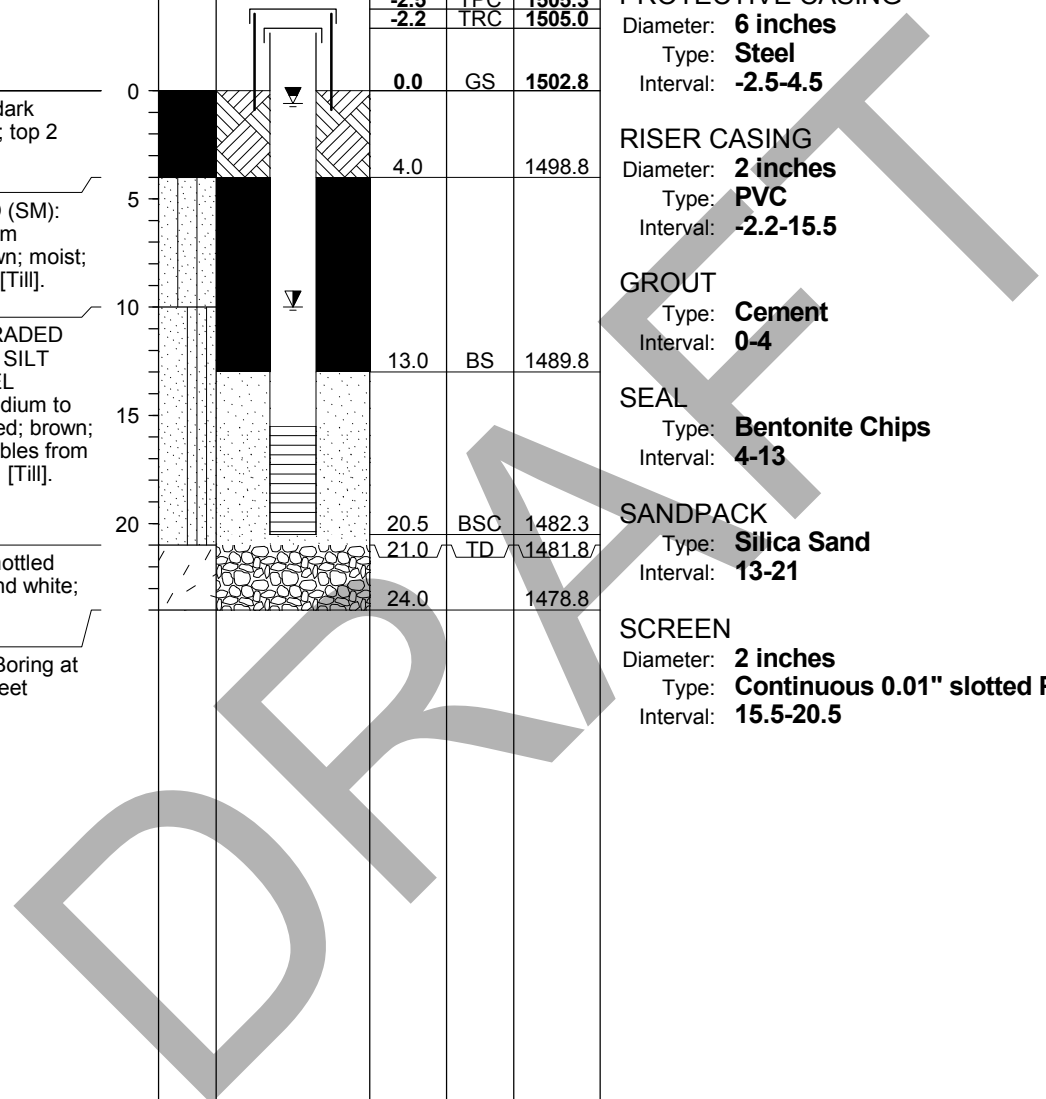 -2.5 TPC 1505.3
-2.2 TRC 1505.0
0.0 GS 1502.8
4.0 1498.8
13.0 BS 1489.8
20.5 BSC 1482.3
21.0 TD 1481.8
24.0 1478.8
0
5
10
15
20
dark
; top 2
(SM):
m
wn; moist;
[Till].
RADED
SILT
EL
dium to
ed; brown;
bles from
[Till].
nottled
nd white;
Boring at
eet
PROTECTIVE CASING
Diameter: 6 inches
Type: Steel
Interval: -2.5-4.5
RISER CASING
Diameter: 2 inches
Type: PVC
Interval: -2.2-15.5
GROUT
Type: Cement
Interval: 0-4
SEAL
Type: Bentonite Chips
Interval: 4-13
SANDPACK
Type: Silica Sand
Interval: 13-21
SCREEN
Diameter: 2 inches
Type: Continuous 0.01" slotted
Interval: 15.5-20.5
DRAFT